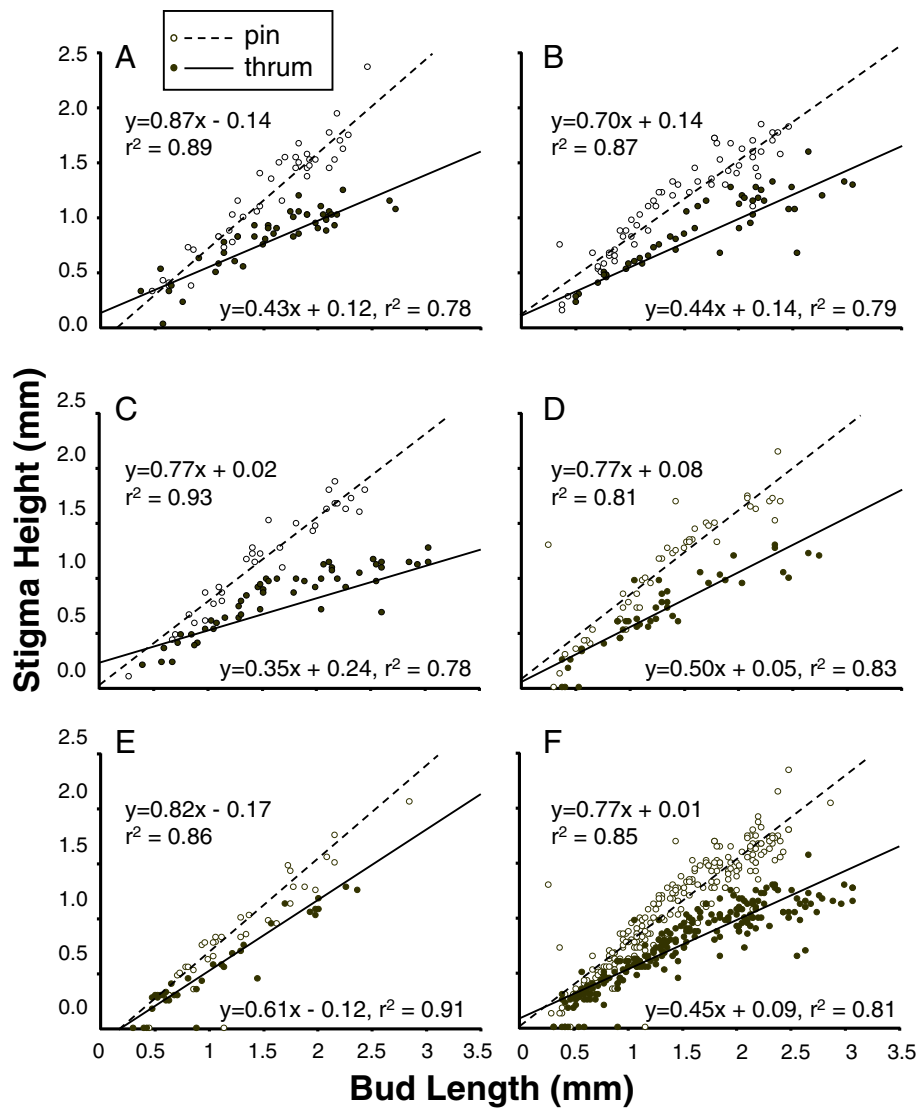 pin
thrum
A
2.5
2.0
1.5
1.0
0.5
0.0
y=0.87x - 0.14
r² = 0.89
y=0.43x + 0.12, r² = 0.78
B
y=0.70x + 0.14
r² = 0.87
y=0.44x + 0.14, r² = 0.79
Stigma Height (mm)
C
2.5
2.0
1.5
1.0
0.5
0.0
y=0.77x + 0.02
r² = 0.93
y=0.35x + 0.24, r² = 0.78
D
y=0.77x + 0.08
r² = 0.81
y=0.50x + 0.05, r² = 0.83
E
2.5
2.0
1.5
1.0
0.5
0.0
y=0.82x - 0.17
r² = 0.86
y=0.61x - 0.12, r² = 0.91
F
y=0.77x + 0.01
r² = 0.85
y=0.45x + 0.09, r² = 0.81
0 0.5 1 1.5 2 2.5 3 3.5
0 0.5 1 1.5 2 2.5 3 3.5
Bud Length (mm)